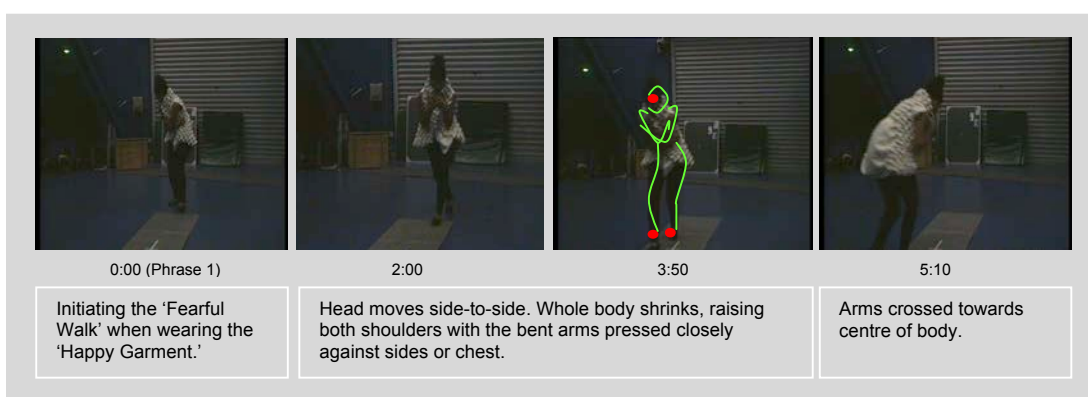 0:00 (Phrase 1)
2:00
3:50
5:10
Initiating the ‘Fearful
Walk’ when wearing the
‘Happy Garment.’
Head moves side-to-side. Whole body shrinks, raising
both shoulders with the bent arms pressed closely
against sides or chest.
Arms crossed towards
centre of body.